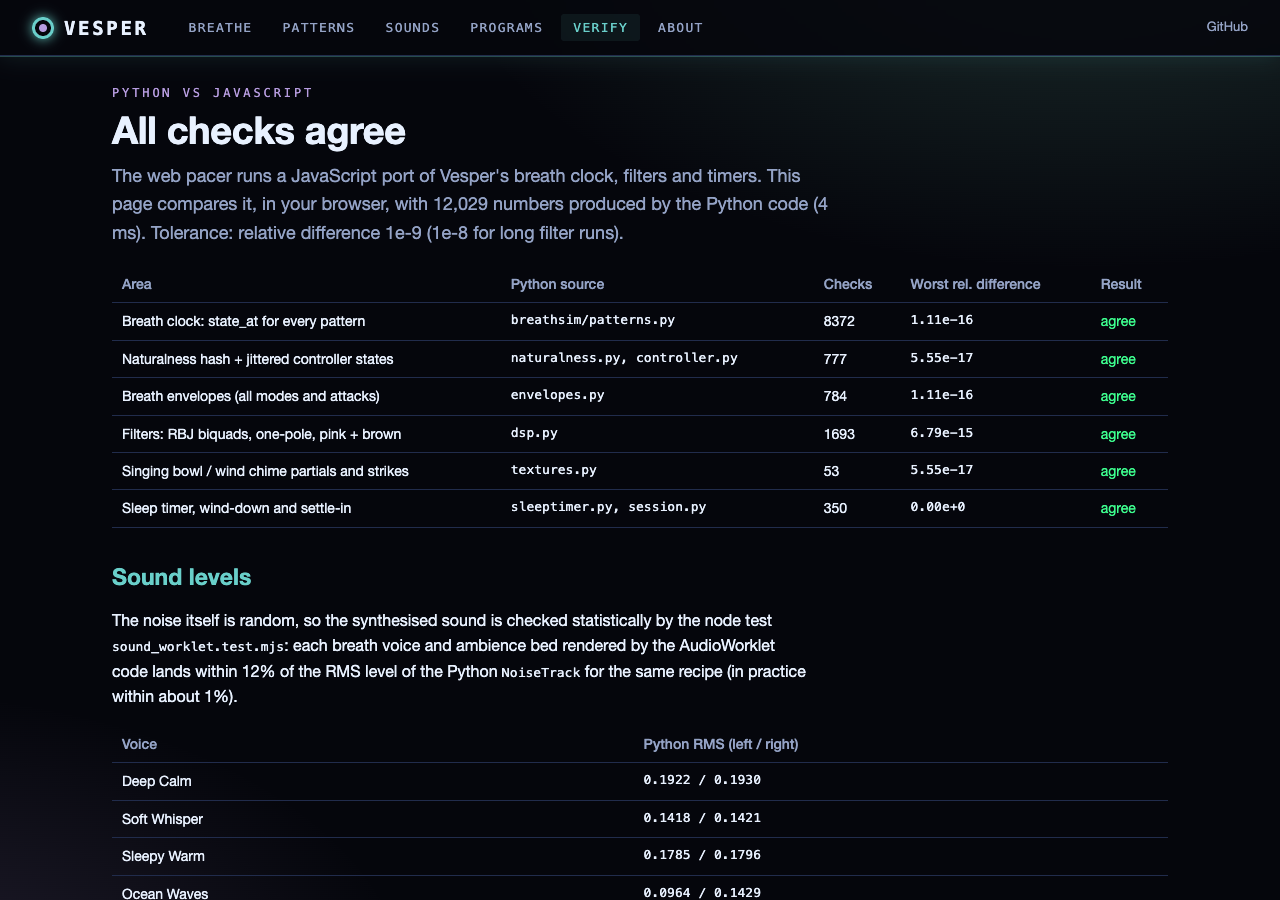 VESPER BREATHE PATTERNS SOUNDS PROGRAMS VERIFY ABOUT GitHub
PYTHON VS JAVASCRIPT
All checks agree
The web pacer runs a JavaScript port of Vesper's breath clock, filters and timers. This
page compares it, in your browser, with 12,029 numbers produced by the Python code (4
ms). Tolerance: relative difference 1e-9 (1e-8 for long filter runs).
Area Python source Checks Worst rel. difference Result
Breath clock: state_at for every pattern breathsim/patterns.py 8372 1.11e-16 agree
Naturalness hash + jittered controller states naturalness.py, controller.py 777 5.55e-17 agree
Breath envelopes (all modes and attacks) envelopes.py 784 1.11e-16 agree
Filters: RBJ biquads, one-pole, pink + brown dsp.py 1693 6.79e-15 agree
Singing bowl / wind chime partials and strikes textures.py 53 5.55e-17 agree
Sleep timer, wind-down and settle-in sleeptimer.py, session.py 350 0.00e+0 agree
Sound levels
The noise itself is random, so the synthesised sound is checked statistically by the node test
sound_worklet.test.mjs: each breath voice and ambience bed rendered by the AudioWorklet
code lands within 12% of the RMS level of the Python NoiseTrack for the same recipe (in practice
within about 1%).
Voice Python RMS (left / right)
Deep Calm 0.1922 / 0.1930
Soft Whisper 0.1418 / 0.1421
Sleepy Warm 0.1785 / 0.1796
Ocean Waves 0.0964 / 0.1429